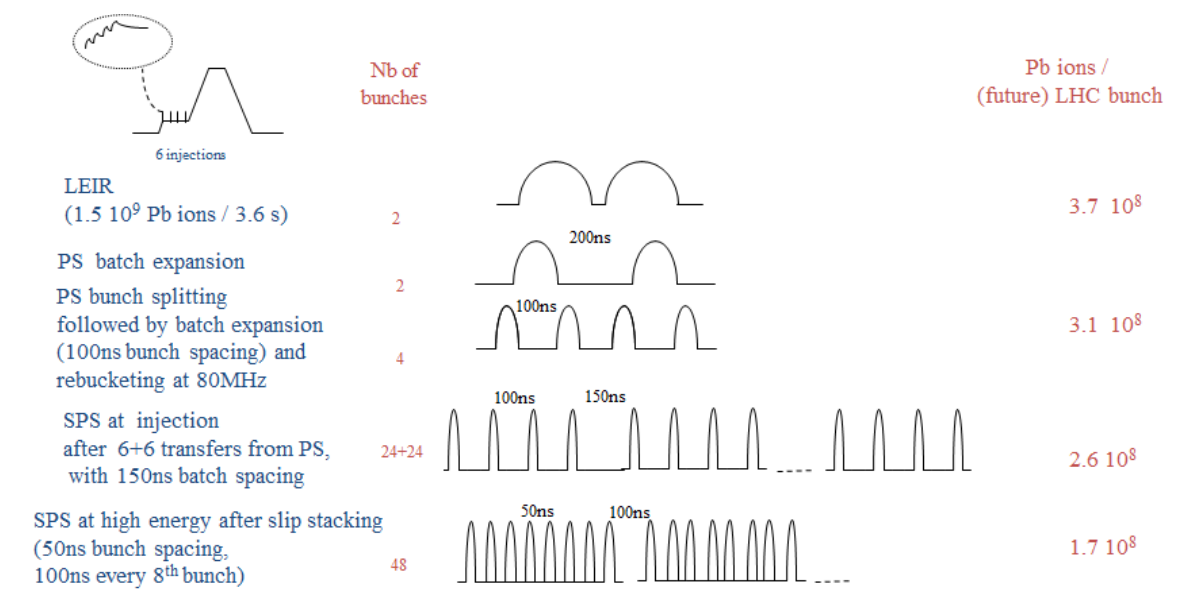 Nb of
bunches
Pb ions /
(future) LHC bunch
6 injections
LEIR
(1.5 10⁹ Pb ions / 3.6 s)
2
3.7 10⁸
200ns
PS batch expansion
2
PS bunch splitting
followed by batch expansion
(100ns bunch spacing) and
rebucketing at 80MHz
4
100ns
3.1 10⁸
SPS at injection
after 6+6 transfers from PS,
with 150ns batch spacing
24+24
100ns
150ns
2.6 10⁸
SPS at high energy after slip stacking
(50ns bunch spacing,
100ns every 8th bunch)
48
50ns
100ns
1.7 10⁸